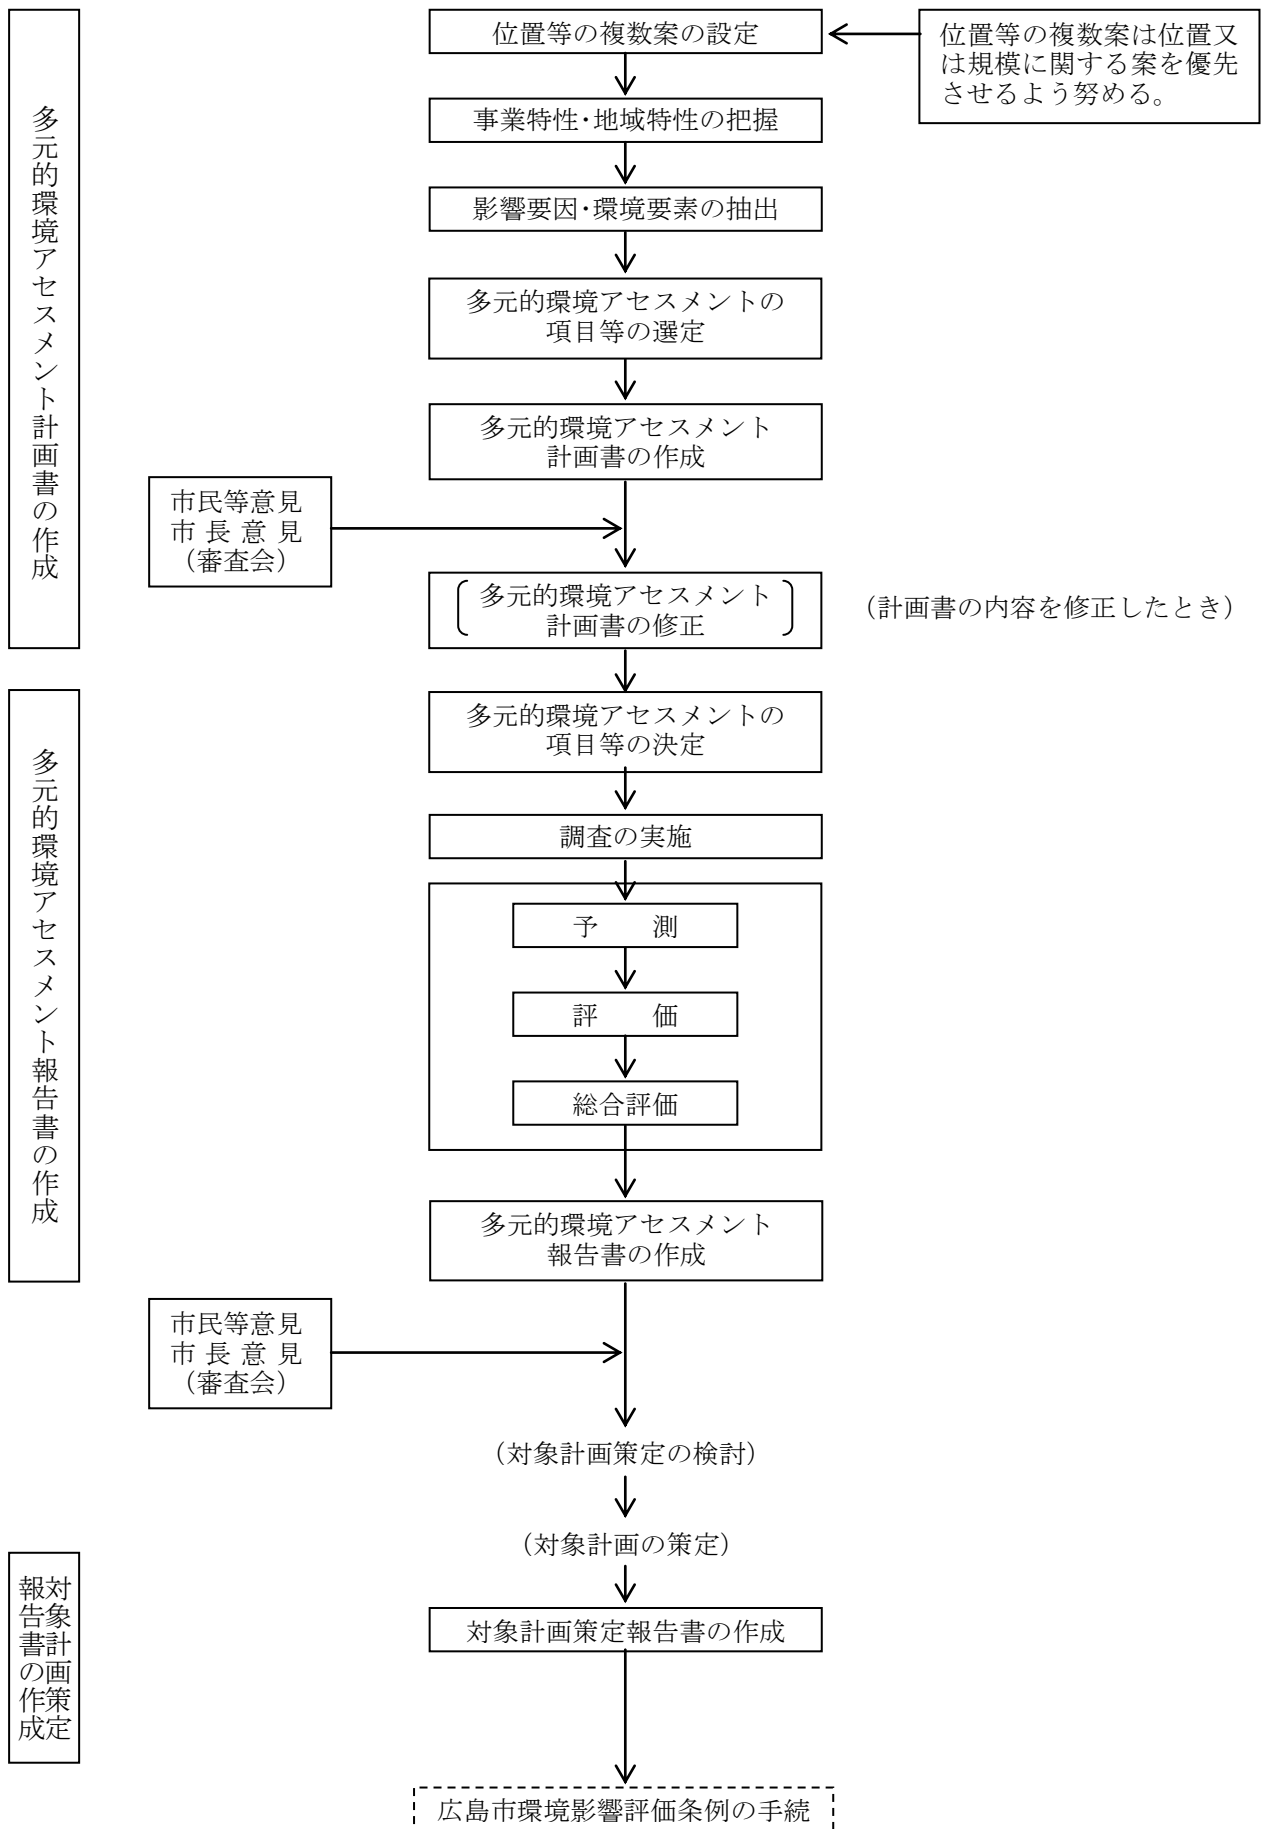 位置等の複数案の設定
位置等の複数案は位置又
は規模に関する案を優先
させるよう努める。
多元的環境アセスメント計画書の作成
事業特性・地域特性の把握
影響要因・環境要素の抽出
多元的環境アセスメントの
項目等の選定
多元的環境アセスメント
計画書の作成
市民等意見
市長意見
（審査会）
多元的環境アセスメント
計画書の修正
（計画書の内容を修正したとき）
多元的環境アセスメント報告書の作成
多元的環境アセスメントの
項目等の決定
調査の実施
予　　測
評　　価
総合評価
多元的環境アセスメント
報告書の作成
市民等意見
市長意見
（審査会）
（対象計画策定の検討）
（対象計画の策定）
対象計画策定
報告書の作成
対象計画策定報告書の作成
広島市環境影響評価条例の手続